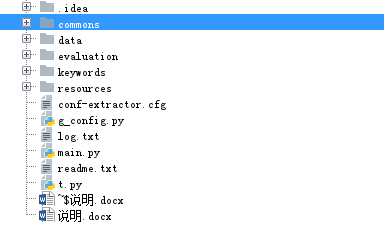 .idea
commons
data
evaluation
keywords
resources
conf-extractor.cfg
g_config.py
log.txt
main.py
readme.txt
t.py
~$说明.docx
说明.docx